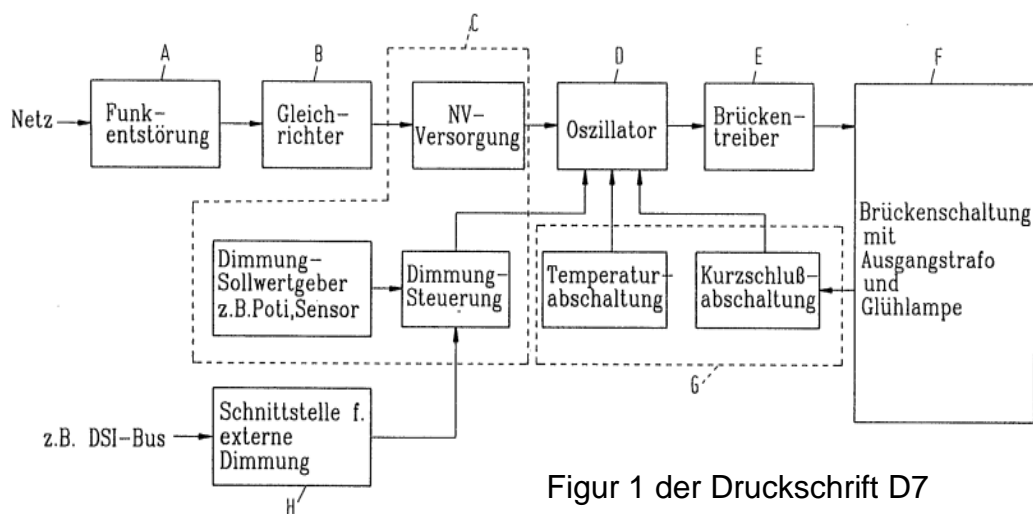 C
A
B
D
E
F
Netz
Funk-
entstörung
Gleich-
richter
NV-
Versorgung
Oszillator
Brücken-
treiber
Brückenschaltung
mit
Ausgangstrafo
und
Glühlampe
Dimmung-
Sollwertgeber
z.B.Poti,Sensor
Dimmung-
Steuerung
Temperatur-
abschaltung
Kurzschluß-
abschaltung
G
z.B. DSI-Bus
Schnittstelle f.
externe
Dimmung
H
Figur 1 der Druckschrift D7